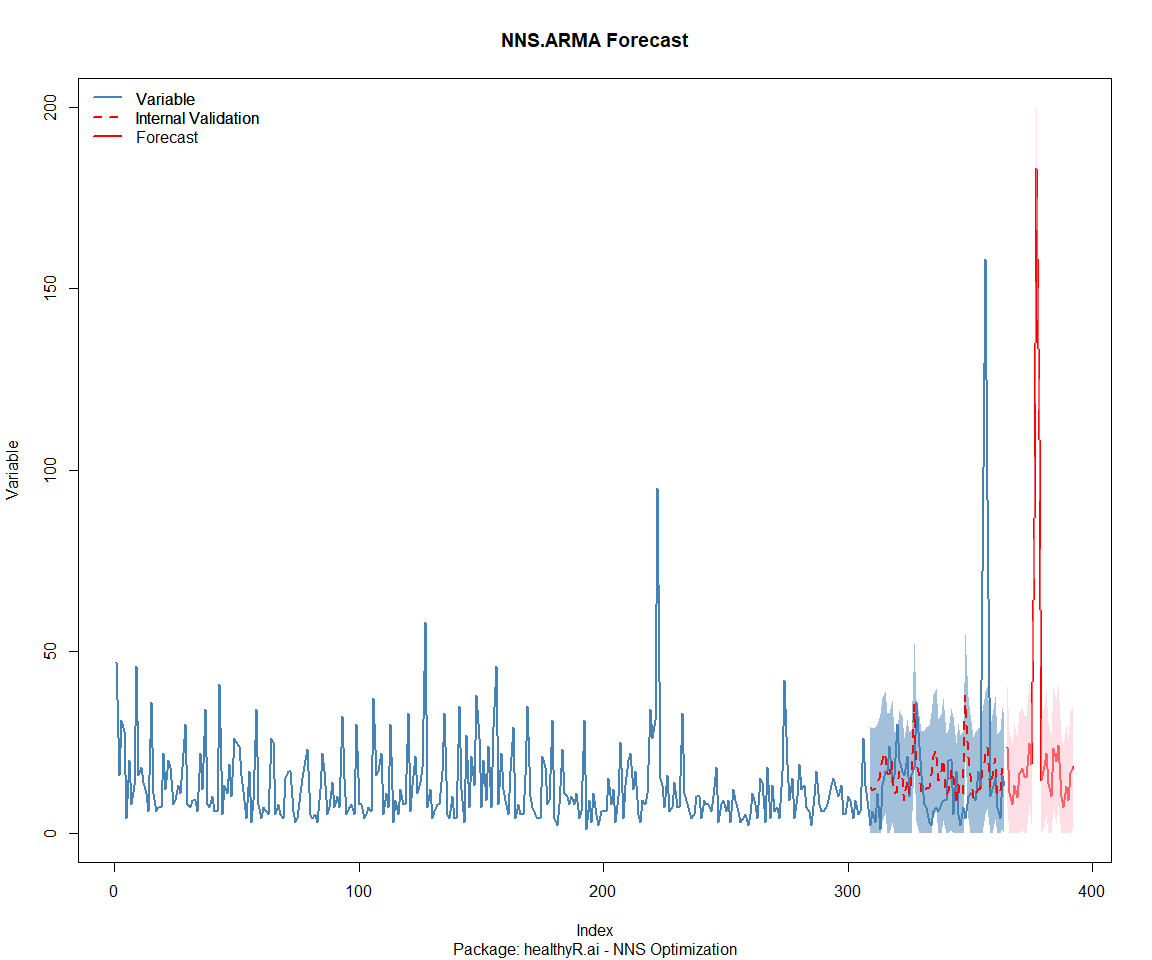 NNS.ARMA Forecast
Variable
Internal Validation
Forecast
Variable
200
150
100
50
0
0 100 200 300 400
Index
Package: healthyR.ai - NNS Optimization